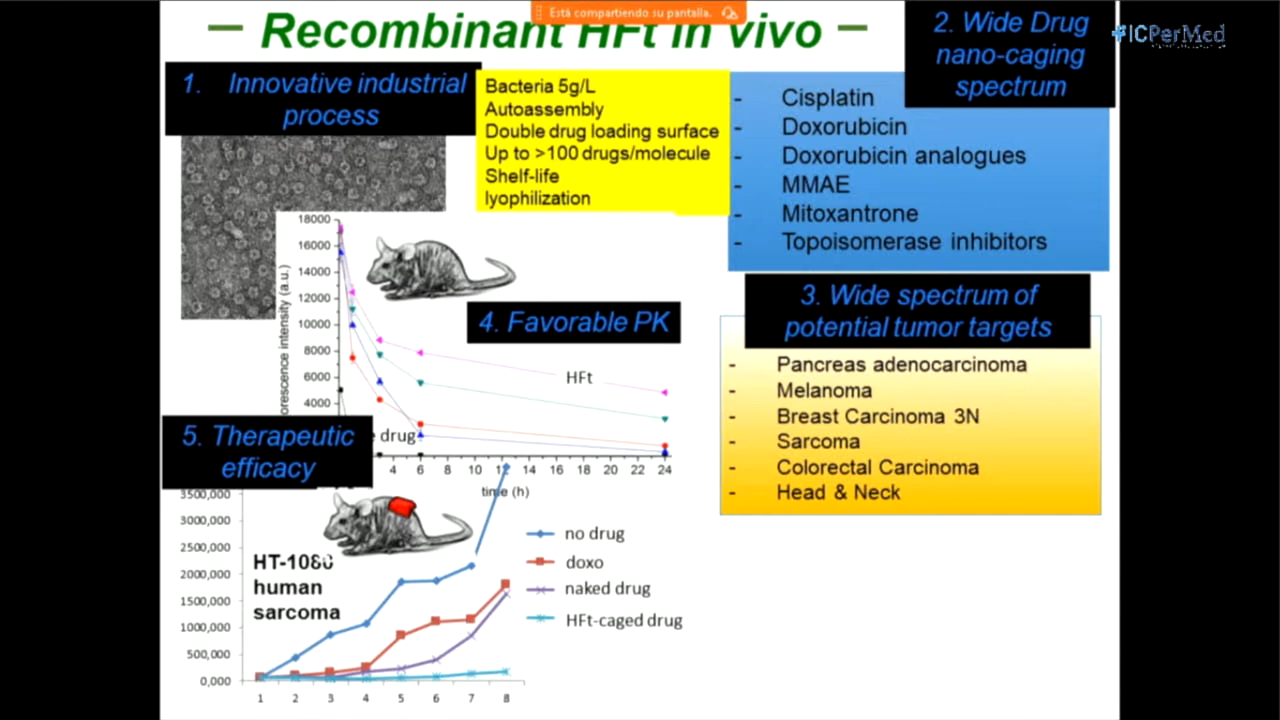 Está compartiendo su pantalla.
Recombinant HFt in vivo
ICPerMed
1. Innovative industrial
process
Bacteria 5g/L
Autoassembly
Double drug loading surface
Up to >100 drugs/molecule
Shelf-life
lyophilization
2. Wide Drug
nano-caging
spectrum
- Cisplatin
- Doxorubicin
- Doxorubicin analogues
- MMAE
- Mitoxantrone
- Topoisomerase inhibitors
3. Wide spectrum of
potential tumor targets
- Pancreas adenocarcinoma
- Melanoma
- Breast Carcinoma 3N
- Sarcoma
- Colorectal Carcinoma
- Head & Neck
4. Favorable PK
18000
16000
14000
12000
10000
8000
6000
4000
orescence intensity (a.u.)
HFt
drug
4 6 8 10 12 14 16 18 20 22 24
time (h)
5. Therapeutic
efficacy
3500,000
3000,000
2500,000
2000,000
1500,000
1000,000
500,000
0,000
HT-1080
human
sarcoma
1 2 3 4 5 6 7 8
no drug
doxo
naked drug
HFt-caged drug